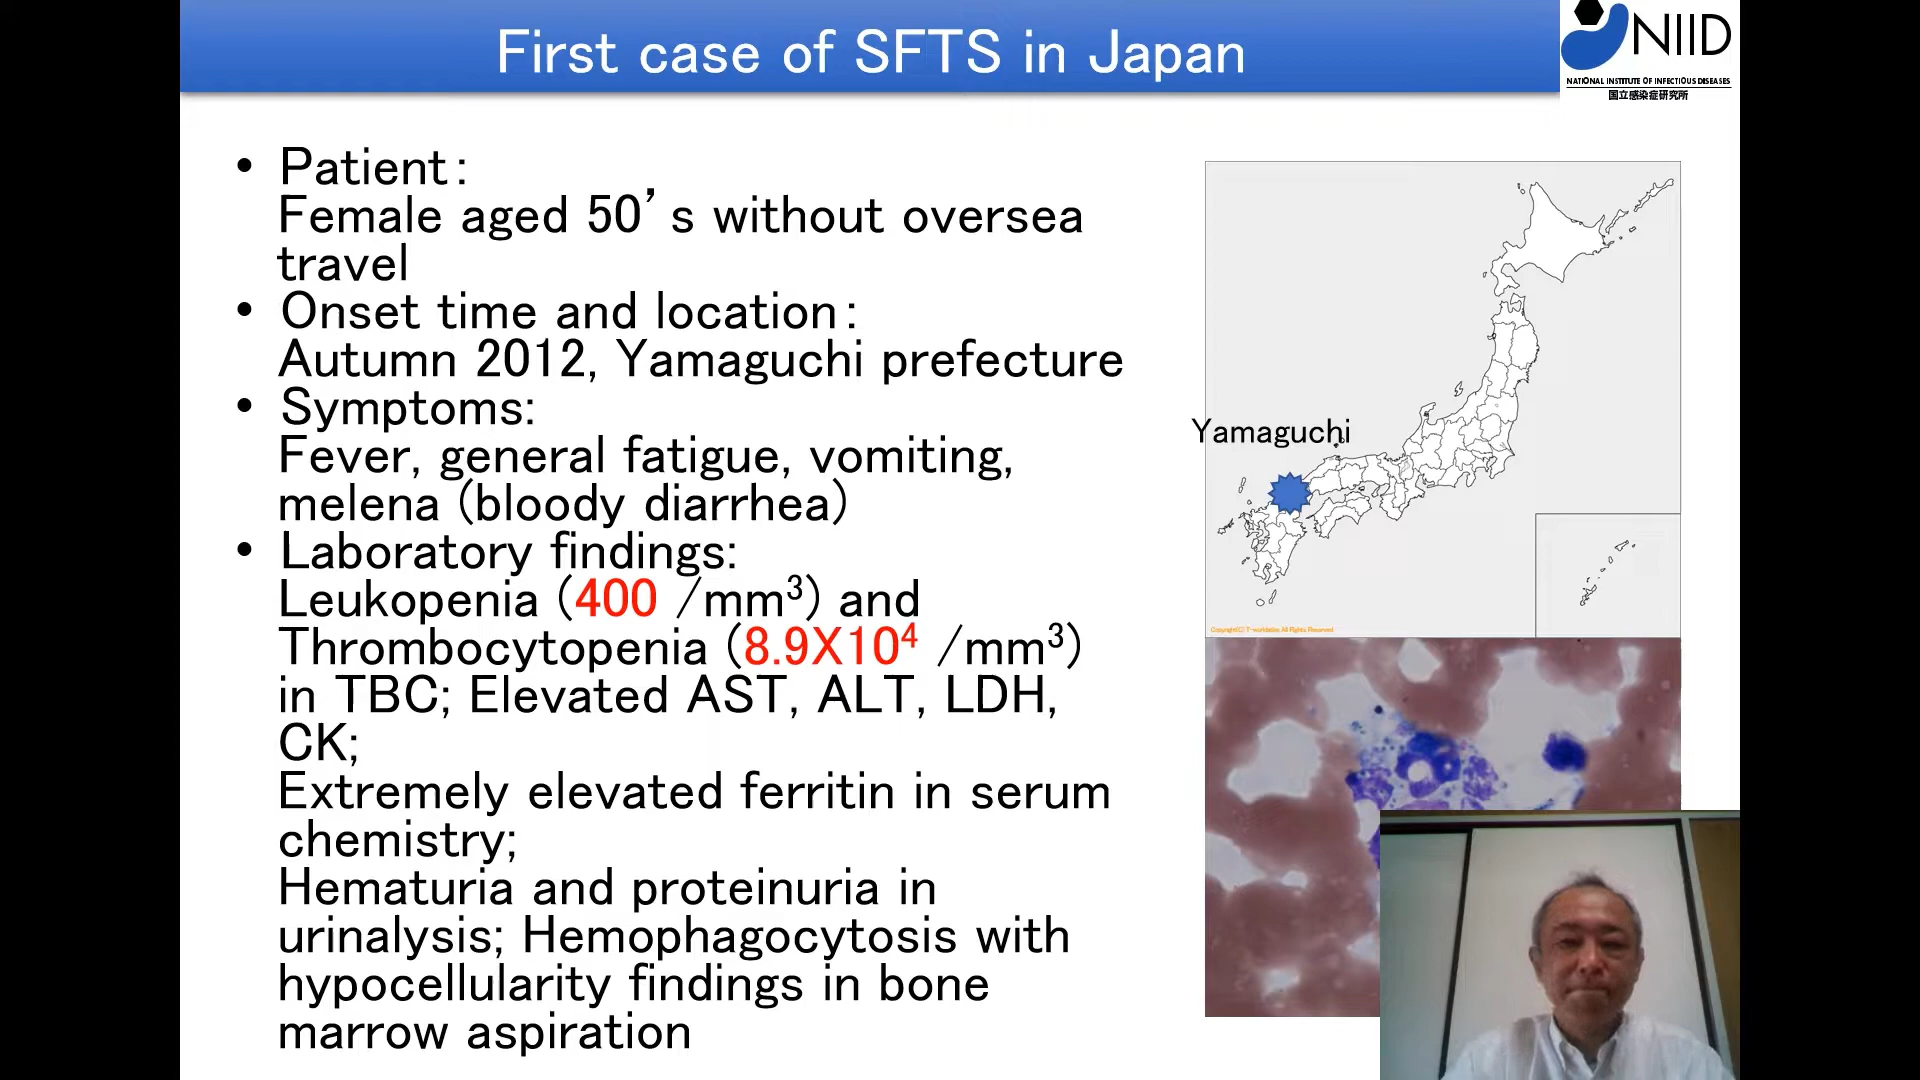 First case of SFTS in Japan
NIID
NATIONAL INSTITUTE OF INFECTIOUS DISEASES
国立感染症研究所
• Patient:
Female aged 50’s without oversea
travel
• Onset time and location:
Autumn 2012, Yamaguchi prefecture
• Symptoms:
Fever, general fatigue, vomiting,
melena (bloody diarrhea)
• Laboratory findings:
Leukopenia (400 /mm³) and
Thrombocytopenia (8.9X10⁴ /mm³)
in TBC; Elevated AST, ALT, LDH,
CK;
Extremely elevated ferritin in serum
chemistry;
Hematuria and proteinuria in
urinalysis; Hemophagocytosis with
hypocellularity findings in bone
marrow aspiration
Yamaguchi
All Rights Reserved